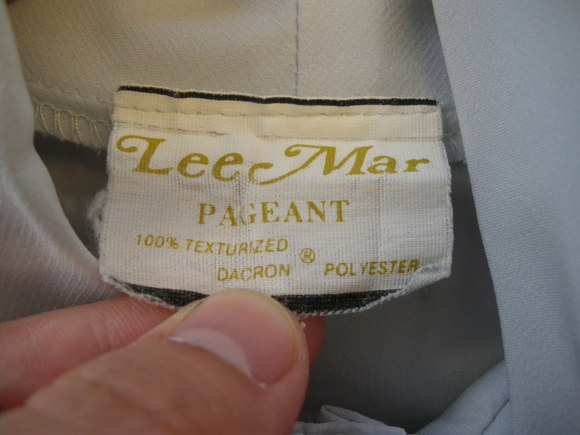 Lee Mar
PAGEANT
100% TEXTURIZED
DACRON ® POLYESTER